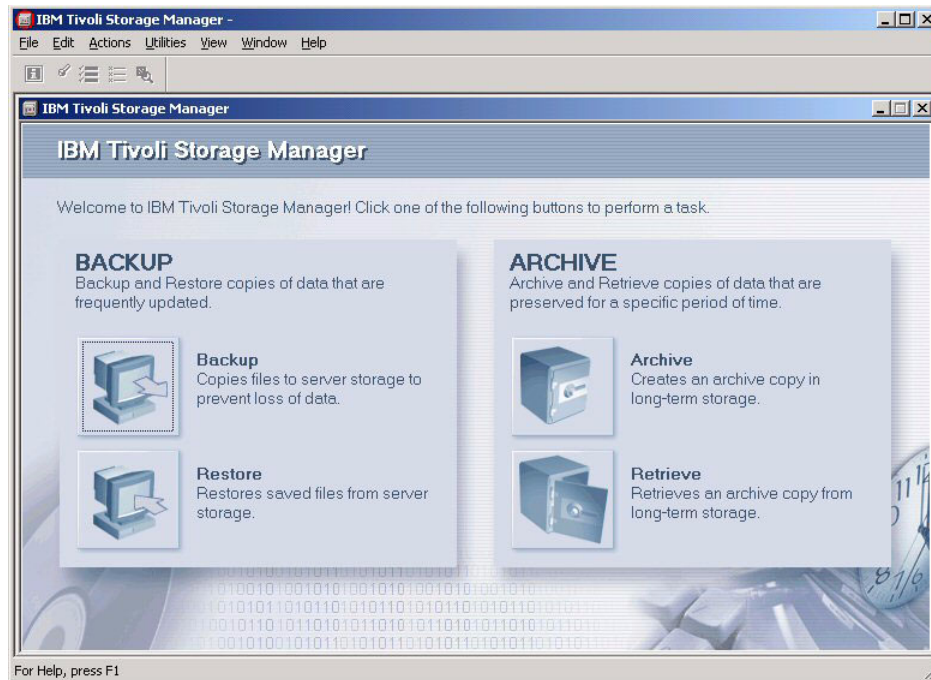 IBM Tivoli Storage Manager -
File Edit Actions Utilities View Window Help
IBM Tivoli Storage Manager
IBM Tivoli Storage Manager
Welcome to IBM Tivoli Storage Manager! Click one of the following buttons to perform a task.
BACKUP
Backup and Restore copies of data that are
frequently updated.
Backup
Copies files to server storage to
prevent loss of data.
Restore
Restores saved files from server
storage.
ARCHIVE
Archive and Retrieve copies of data that are
preserved for a specific period of time.
Archive
Creates an archive copy in
long-term storage.
Retrieve
Retrieves an archive copy from
long-term storage.
For Help, press F1